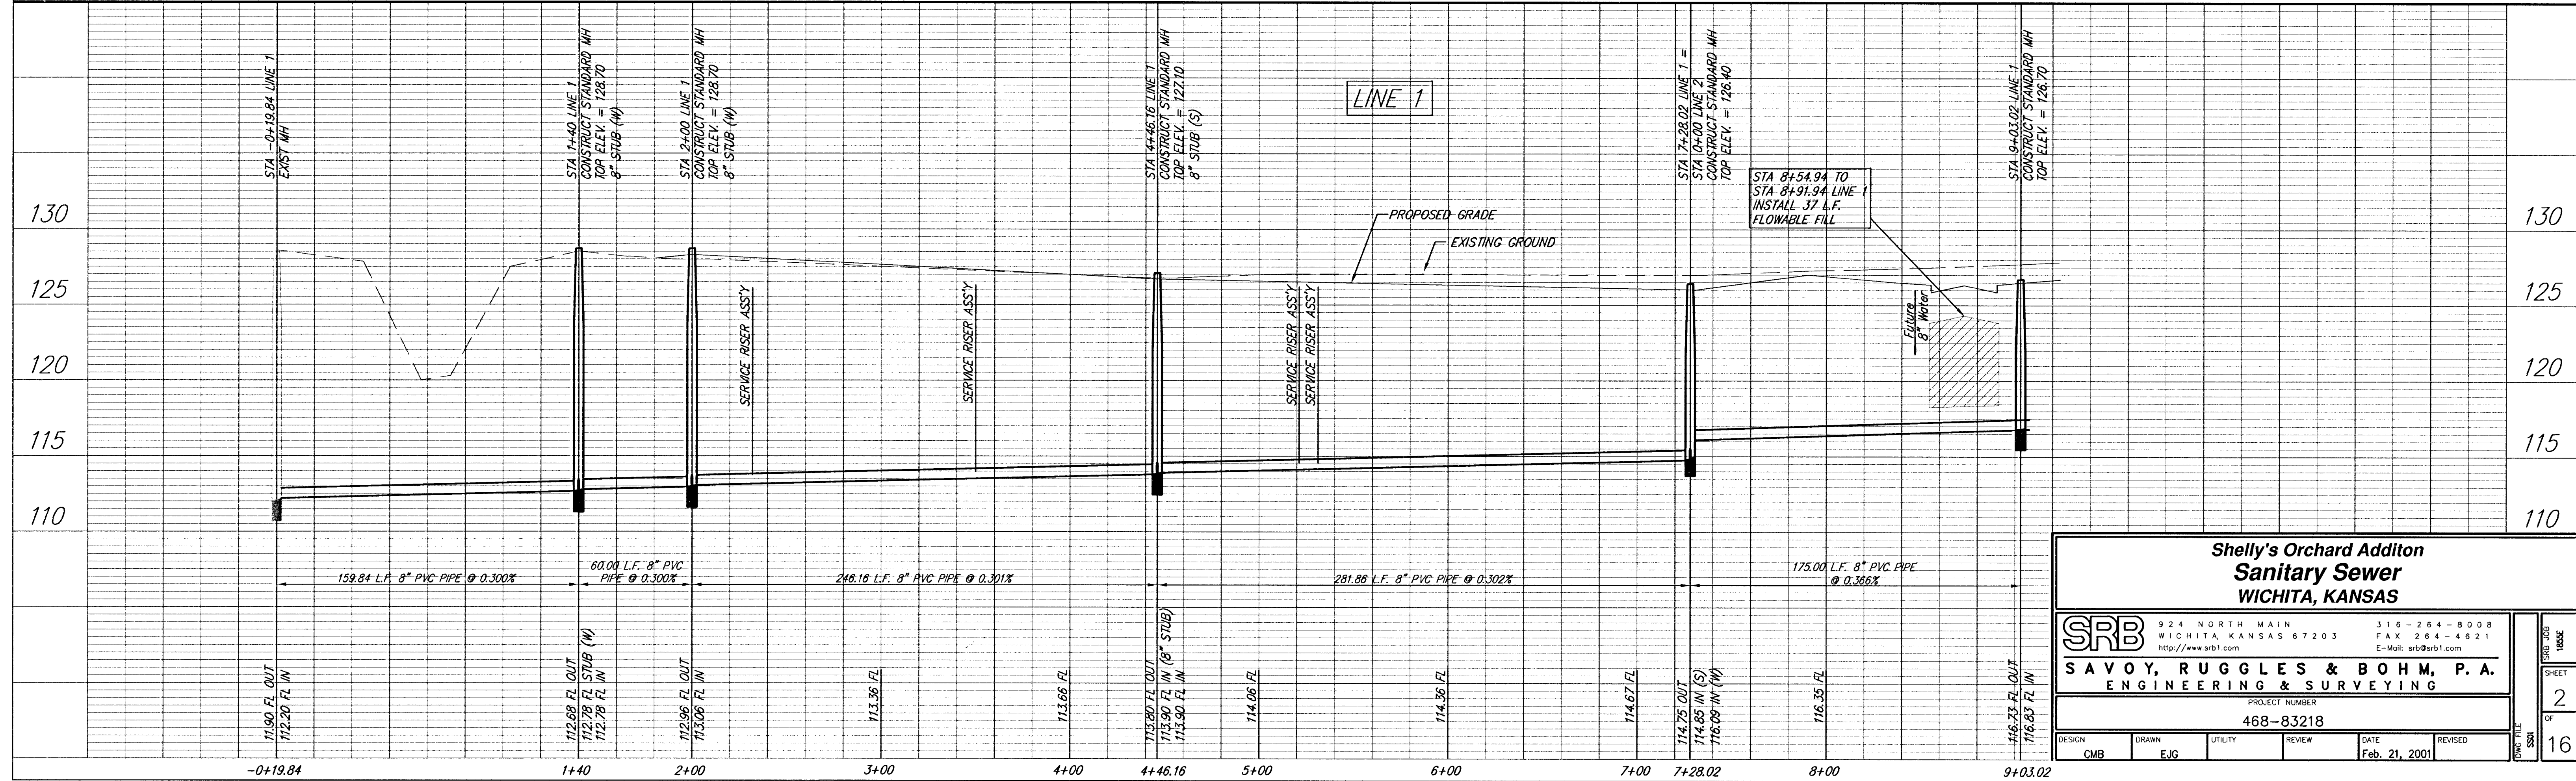 STA -0+19.84 LINE 1
EXIST MH
STA 1+40 LINE 1
CONSTRUCT STANDARD MH
TOP ELEV. = 128.70
8" STUB (W)
STA 2+00 LINE 1
CONSTRUCT STANDARD MH
TOP ELEV. = 128.70
8" STUB (W)
STA 4+46.16 LINE 1
CONSTRUCT STANDARD MH
TOP ELEV. = 127.10
8" STUB (S)
LINE 1
STA 7+28.02 LINE 1 =
STA 0+00 LINE 2
CONSTRUCT STANDARD MH
TOP ELEV. = 126.40
STA 9+03.02 LINE 1
CONSTRUCT STANDARD MH
TOP ELEV. = 126.70
STA 8+54.94 TO
STA 8+91.94 LINE 1
INSTALL 37 L.F.
FLOWABLE FILL
PROPOSED GRADE
EXISTING GROUND
130
130
125
125
120
120
115
115
110
110
SERVICE RISER ASS'Y
SERVICE RISER ASS'Y
SERVICE RISER ASS'Y
SERVICE RISER ASS'Y
Future
8" Water
159.84 L.F. 8" PVC PIPE @ 0.300%
60.00 L.F. 8" PVC
PIPE @ 0.300%
246.16 L.F. 8" PVC PIPE @ 0.301%
281.86 L.F. 8" PVC PIPE @ 0.302%
175.00 L.F. 8" PVC PIPE
@ 0.366%
111.90 FL OUT
112.20 FL IN
112.68 FL OUT
112.78 FL STUB (W)
112.78 FL IN
112.96 FL OUT
113.06 FL IN
113.36 FL
113.66 FL
113.80 FL OUT
113.90 FL IN (8" STUB)
113.90 FL IN
114.06 FL
114.36 FL
114.67 FL
114.75 OUT
114.85 IN (S)
116.09 IN (W)
116.35 FL
116.73 FL OUT
116.83 FL IN
-0+19.84
1+40
2+00
3+00
4+00
4+46.16
5+00
6+00
7+00
7+28.02
8+00
9+03.02
Shelly's Orchard Additon
Sanitary Sewer
WICHITA, KANSAS
SRB
924 NORTH MAIN
WICHITA, KANSAS 67203
http://www.srb1.com
316-264-8008
FAX 264-4621
E-Mail: srb@srb1.com
SAVOY, RUGGLES & BOHM, P. A.
ENGINEERING & SURVEYING
PROJECT NUMBER
468-83218
DESIGN
CMB
DRAWN
EJG
UTILITY
REVIEW
DATE
Feb. 21, 2001
REVISED
DWG FILE
SS01
SRB JOB
1855E
SHEET
2
OF
16